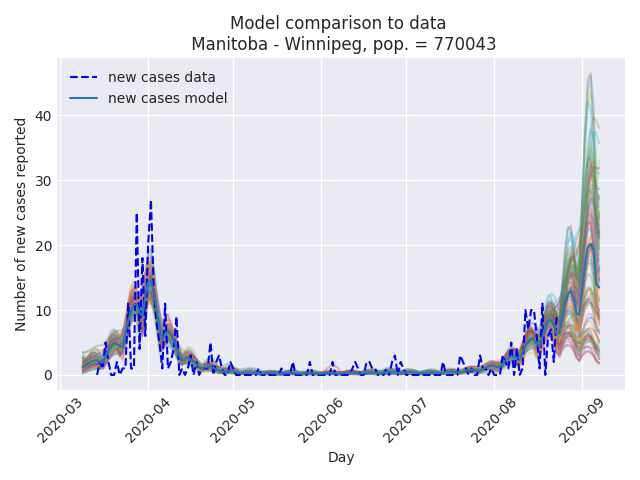 Model comparison to data
Manitoba - Winnipeg, pop. = 770043
new cases data
new cases model
Number of new cases reported
40
30
20
10
0
2020-03
2020-04
2020-05
2020-06
2020-07
2020-08
2020-09
Day